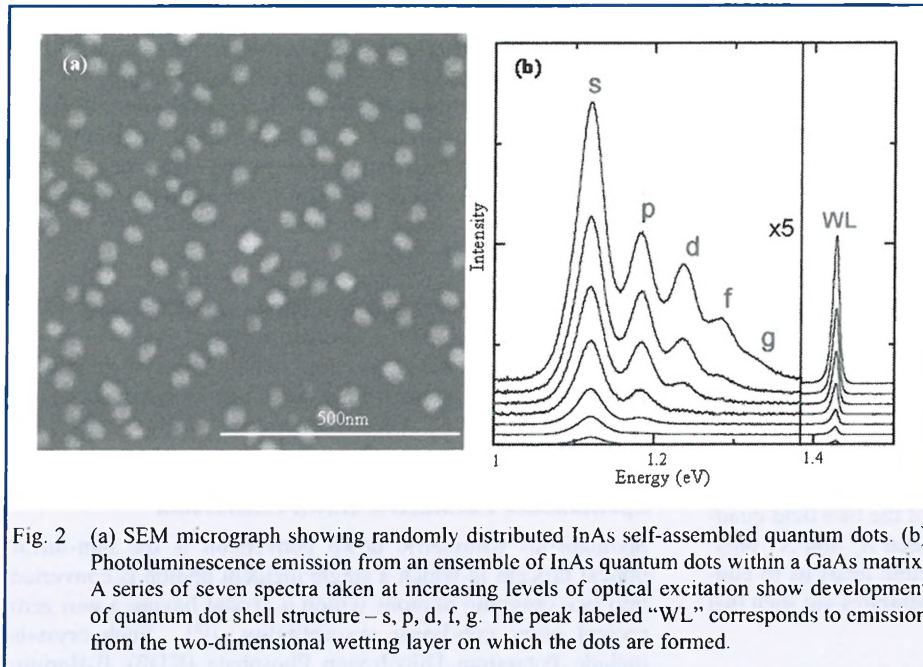 (a)
500nm
(b)
s
p
d
f
g
x5
WL
Intensity
1
1.2
1.4
Energy (eV)
Fig. 2 (a) SEM micrograph showing randomly distributed InAs self-assembled quantum dots. (b)
Photoluminescence emission from an ensemble of InAs quantum dots within a GaAs matrix.
A series of seven spectra taken at increasing levels of optical excitation show development
of quantum dot shell structure – s, p, d, f, g. The peak labeled “WL” corresponds to emission
from the two-dimensional wetting layer on which the dots are formed.